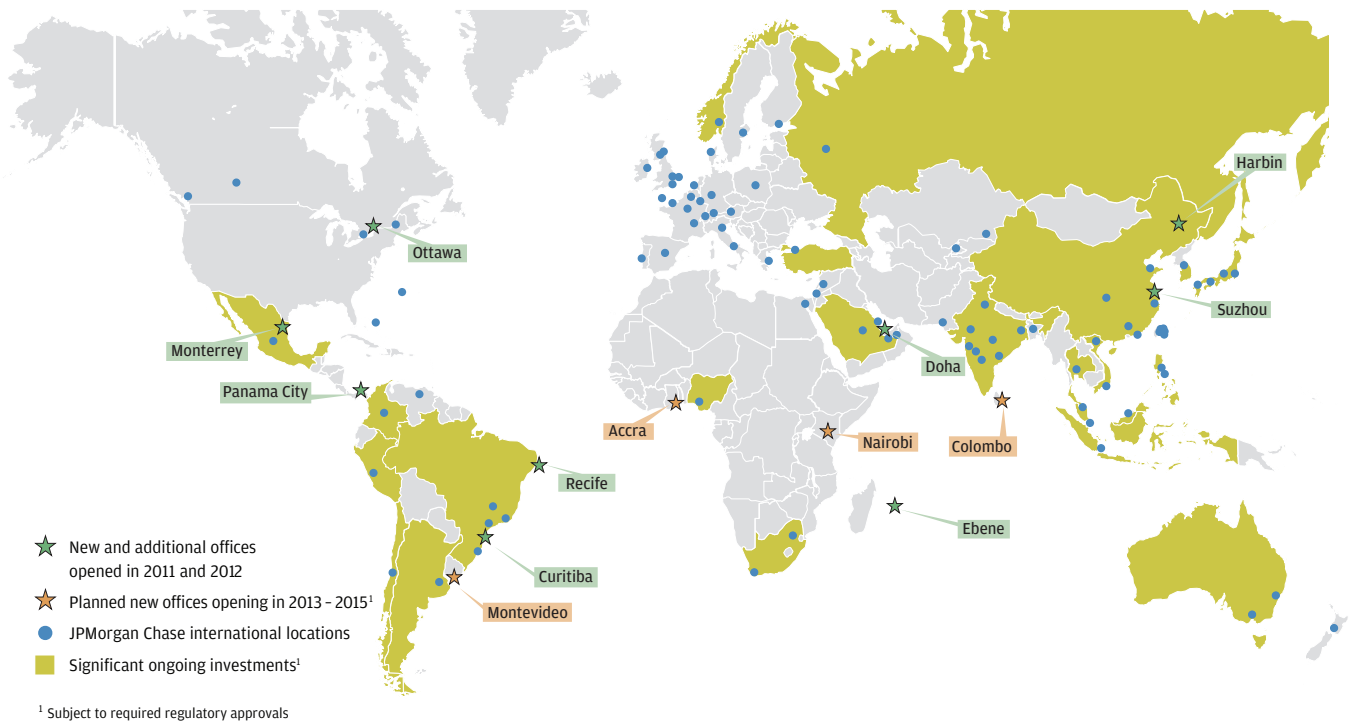 Harbin
Ottawa
Suzhou
Monterrey
Doha
Panama City
Accra
Nairobi
Colombo
Recife
Ebene
Curitiba
Montevideo
New and additional offices
opened in 2011 and 2012
Planned new offices opening in 2013 – 2015¹
JPMorgan Chase international locations
Significant ongoing investments¹
¹ Subject to required regulatory approvals